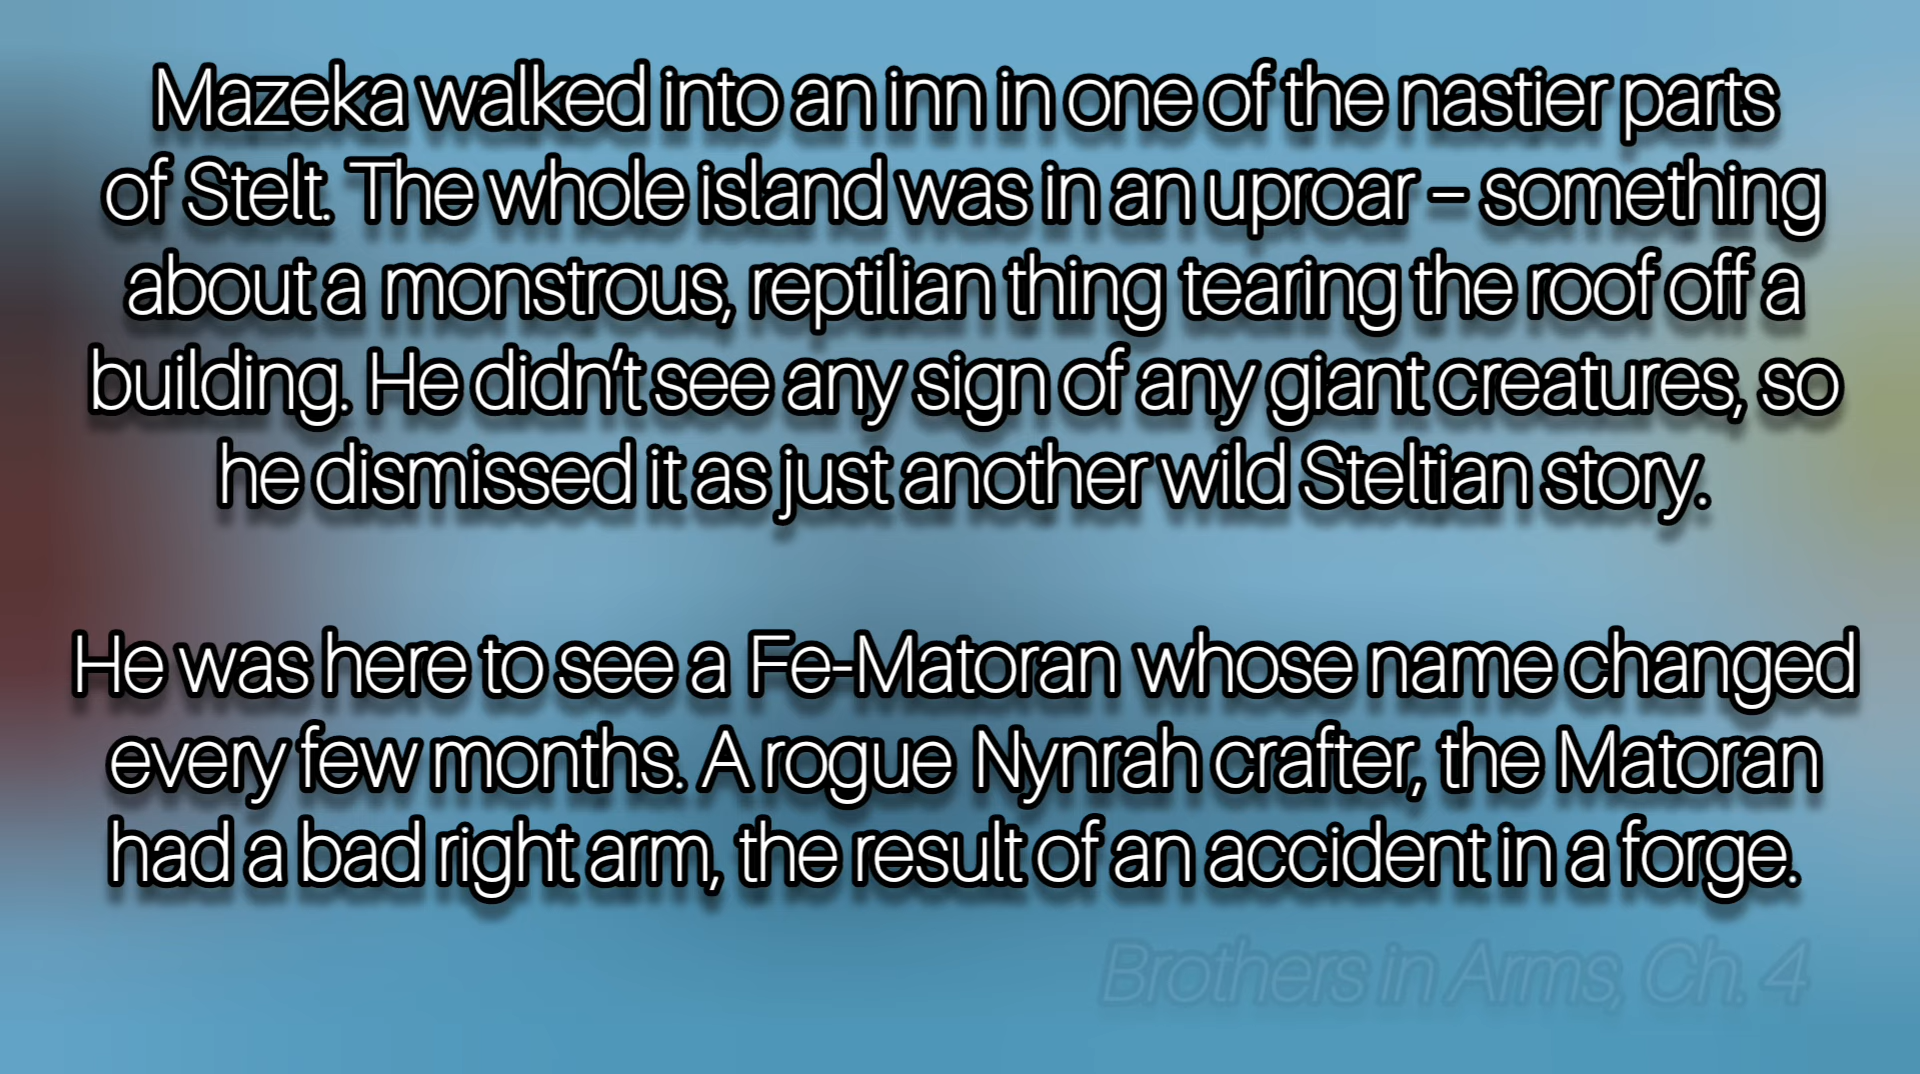 Mazeka walked into an inn in one of the nastier parts
of Stelt. The whole island was in an uproar – something
about a monstrous, reptilian thing tearing the roof off a
building. He didn’t see any sign of any giant creatures, so
he dismissed it as just another wild Steltian story.
He was here to see a Fe-Matoran whose name changed
every few months. A rogue Nynrah crafter, the Matoran
had a bad right arm, the result of an accident in a forge.
Brothers in Arms, Ch. 4